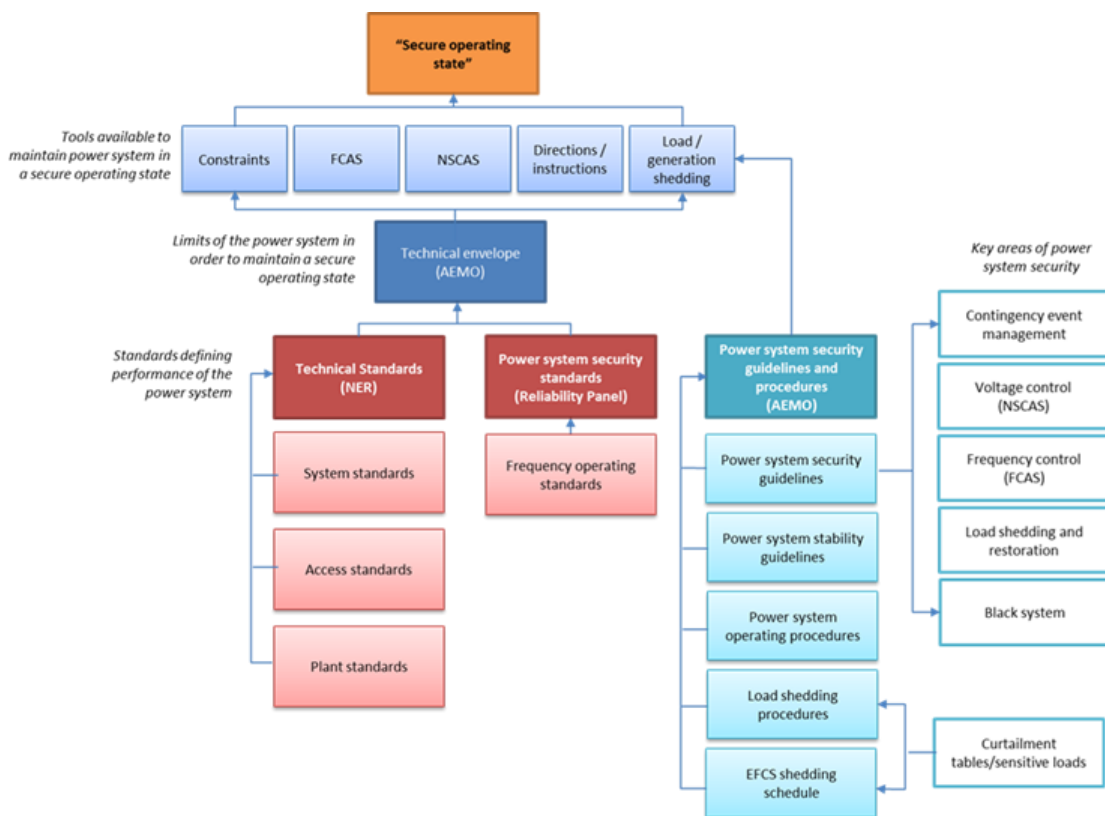 “Secure operating
state”
Tools available to
maintain power system in
a secure operating state
Constraints
FCAS
NSCAS
Directions /
instructions
Load /
generation
shedding
Limits of the power system in
order to maintain a secure
operating state
Technical envelope
(AEMO)
Key areas of power
system security
Standards defining
performance of the
power system
Technical Standards
(NER)
Power system security
standards
(Reliability Panel)
Power system security
guidelines and
procedures
(AEMO)
Contingency event
management
Voltage control
(NSCAS)
System standards
Frequency operating
standards
Power system security
guidelines
Frequency control
(FCAS)
Access standards
Power system stability
guidelines
Load shedding and
restoration
Plant standards
Power system
operating procedures
Black system
Load shedding
procedures
EFCS shedding
schedule
Curtailment
tables/sensitive loads